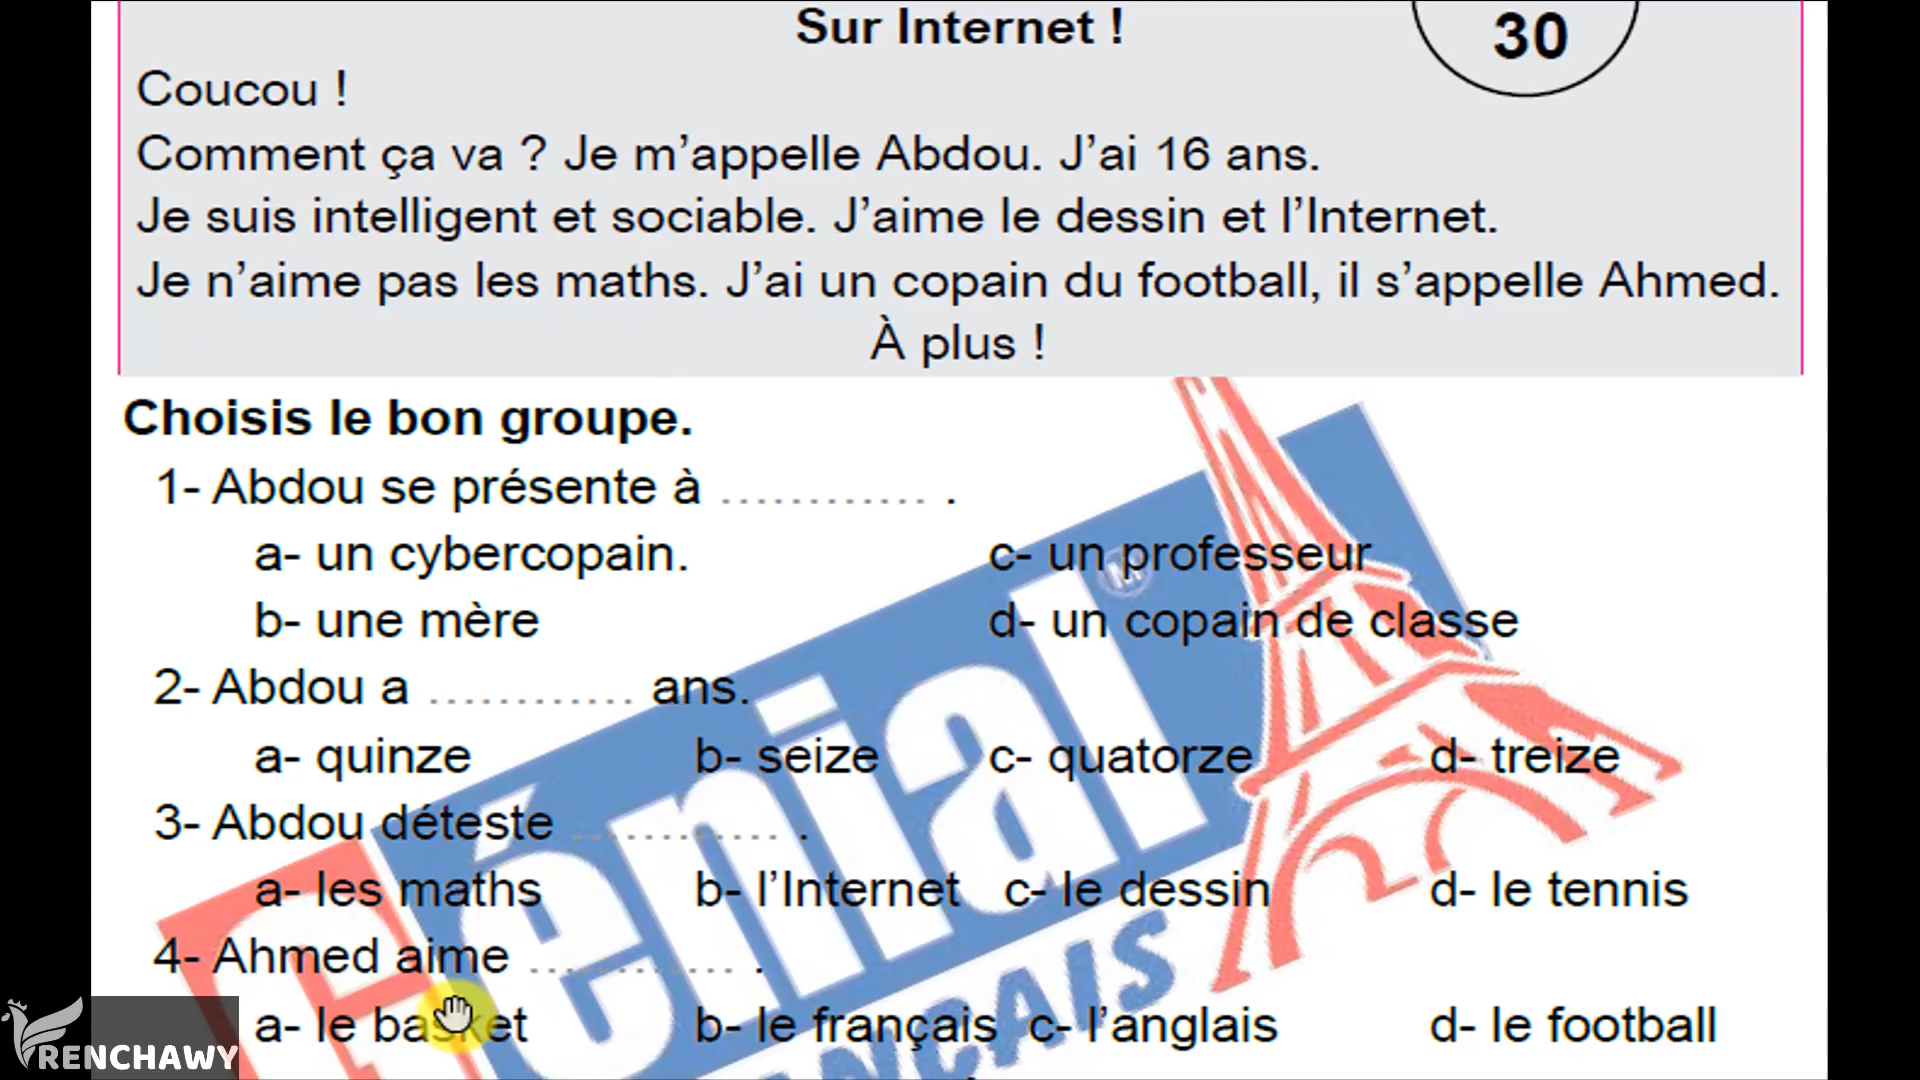 Sur Internet !
30
Coucou !
Comment ça va ? Je m’appelle Abdou. J’ai 16 ans.
Je suis intelligent et sociable. J’aime le dessin et l’Internet.
Je n’aime pas les maths. J’ai un copain du football, il s’appelle Ahmed.
À plus !
Choisis le bon groupe.
1- Abdou se présente à ............ .
a- un cybercopain. c- un professeur
b- une mère d- un copain de classe
2- Abdou a ............ ans.
a- quinze b- seize c- quatorze d- treize
3- Abdou déteste ............ .
a- les maths b- l’Internet c- le dessin d- le tennis
4- Ahmed aime ............ .
a- le basket b- le français c- l’anglais d- le football
Génial
M
RENCHAWY